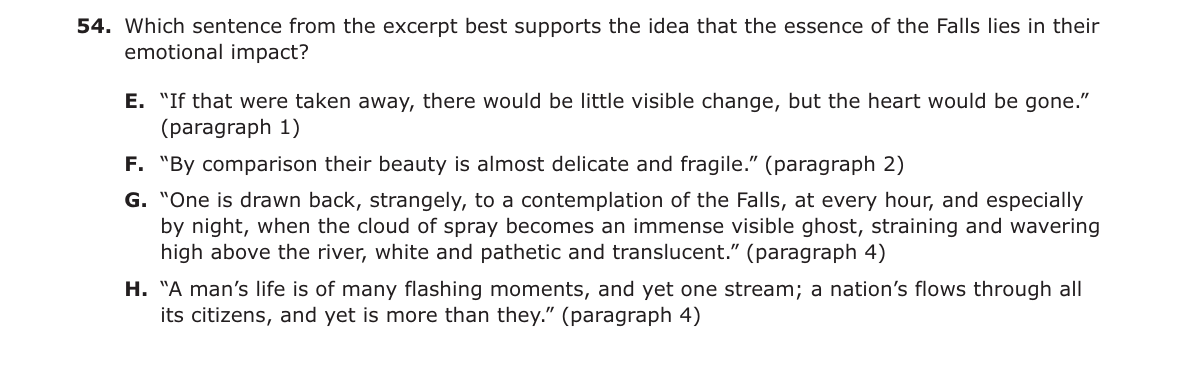 54. Which sentence from the excerpt best supports the idea that the essence of the Falls lies in their
emotional impact?
E. “If that were taken away, there would be little visible change, but the heart would be gone.”
(paragraph 1)
F. “By comparison their beauty is almost delicate and fragile.” (paragraph 2)
G. “One is drawn back, strangely, to a contemplation of the Falls, at every hour, and especially
by night, when the cloud of spray becomes an immense visible ghost, straining and wavering
high above the river, white and pathetic and translucent.” (paragraph 4)
H. “A man’s life is of many flashing moments, and yet one stream; a nation’s flows through all
its citizens, and yet is more than they.” (paragraph 4)